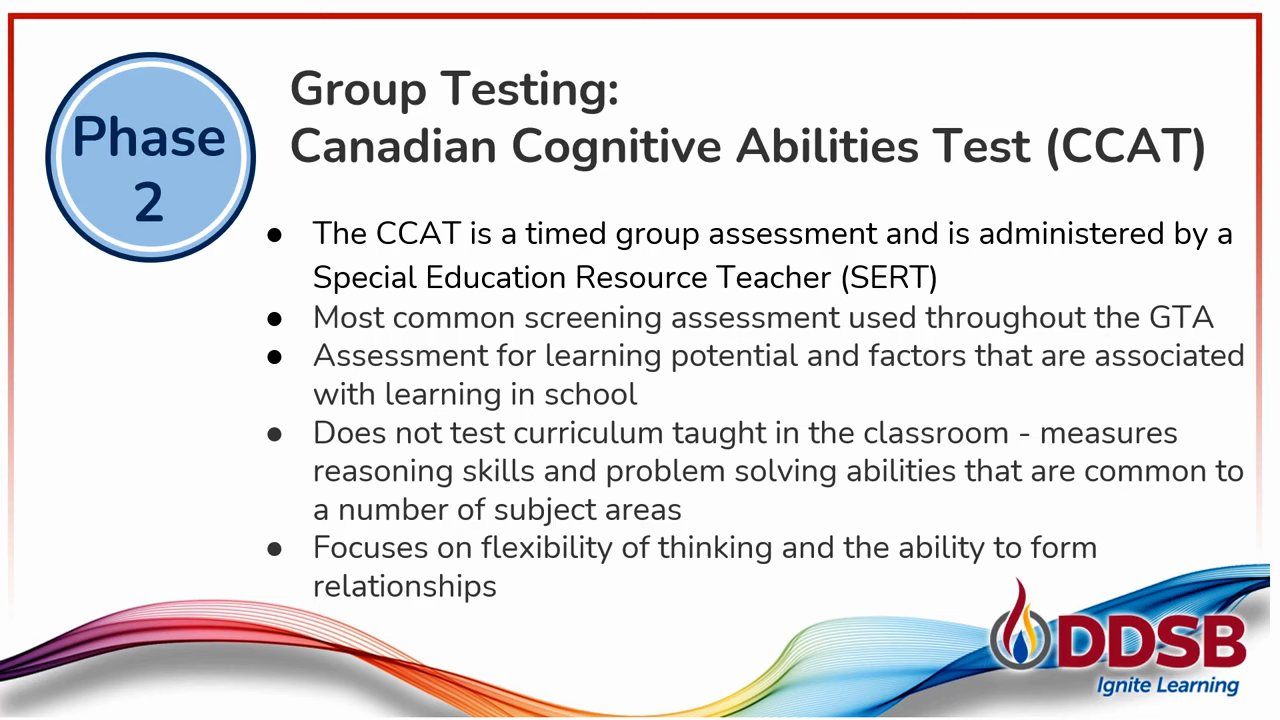 Phase
2
Group Testing:
Canadian Cognitive Abilities Test (CCAT)
● The CCAT is a timed group assessment and is administered by a
Special Education Resource Teacher (SERT)
● Most common screening assessment used throughout the GTA
● Assessment for learning potential and factors that are associated
with learning in school
● Does not test curriculum taught in the classroom - measures
reasoning skills and problem solving abilities that are common to
a number of subject areas
● Focuses on flexibility of thinking and the ability to form
relationships
DDSB
Ignite Learning